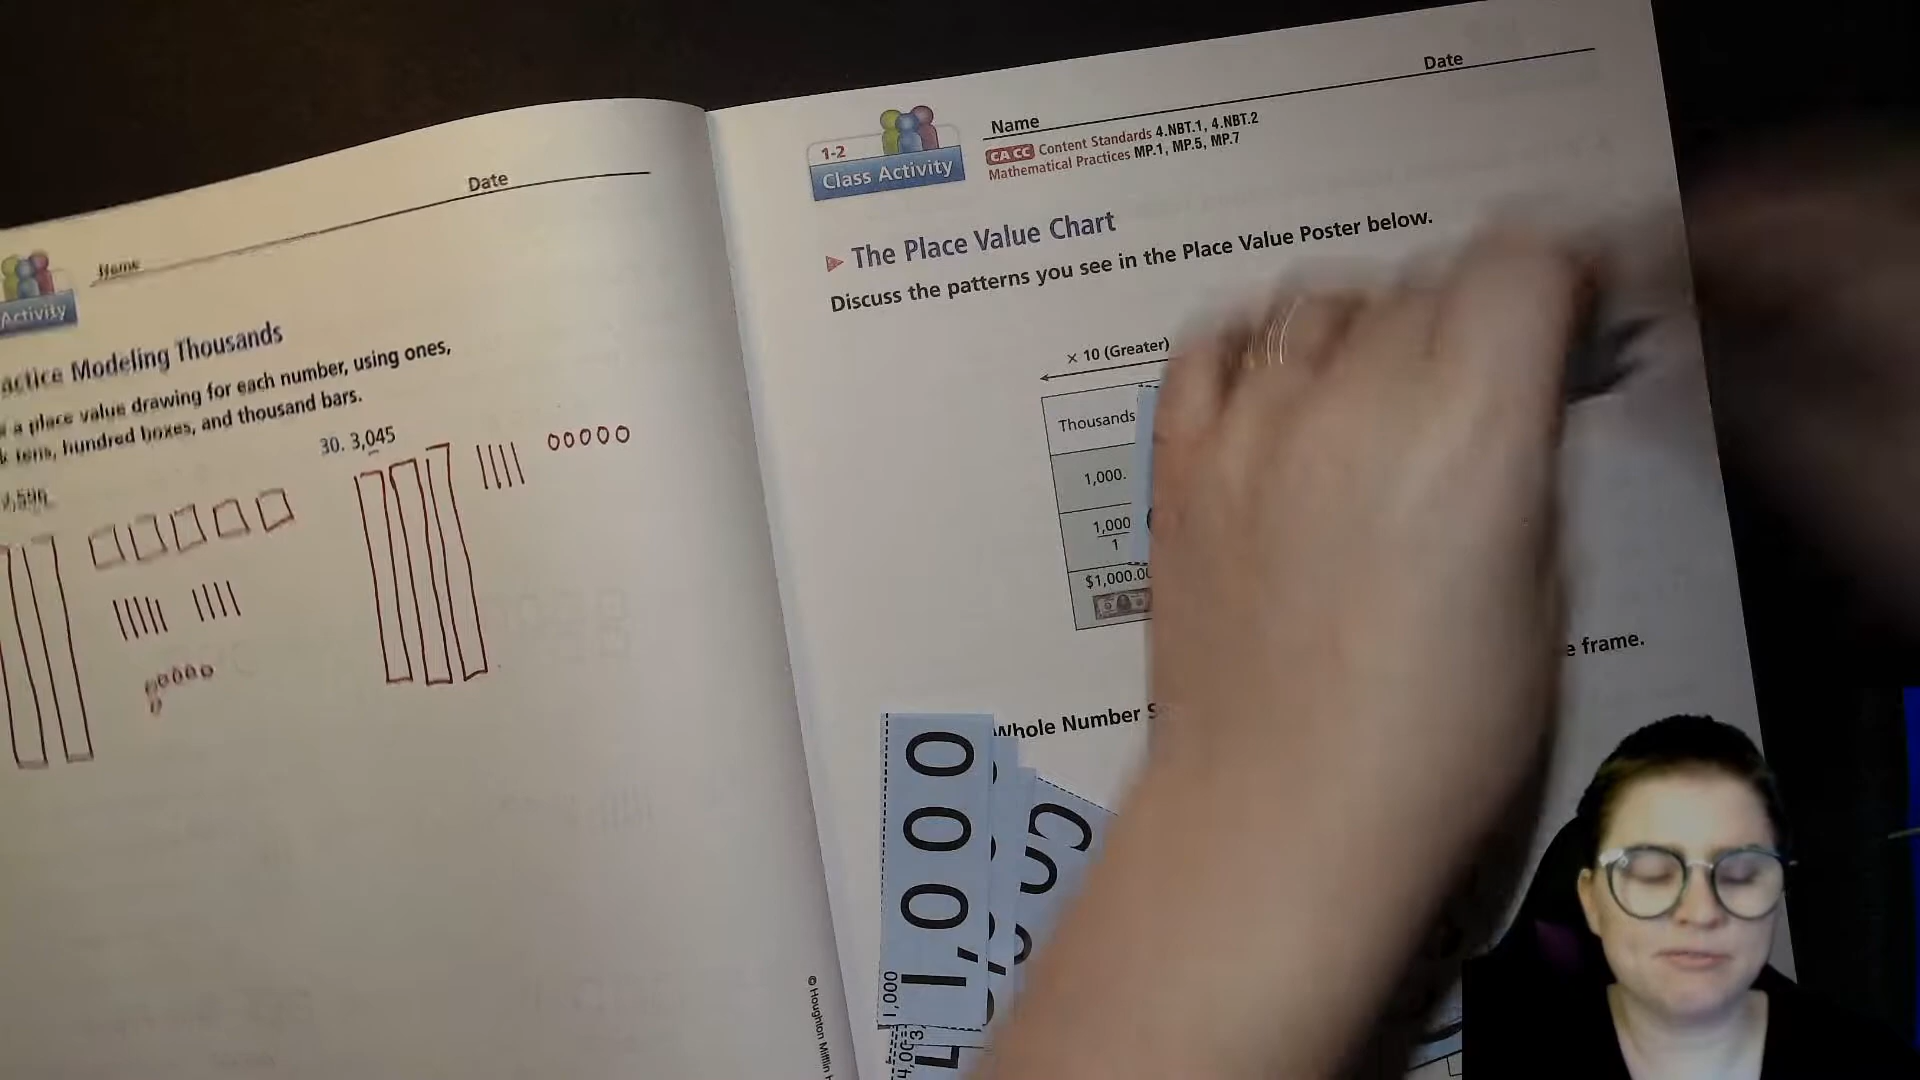 Date
Name
Activity
actice Modeling Thousands
a place value drawing for each number, using ones,
tens, hundred boxes, and thousand bars.
30. 3,045
1-2
Class Activity
Name
Date
CA CC Content Standards 4.NBT.1, 4.NBT.2
Mathematical Practices MP.1, MP.5, MP.7
The Place Value Chart
Discuss the patterns you see in the Place Value Poster below.
× 10 (Greater)
Thousands
1,000.
1,000
1
$1,000.00
e frame.
Whole Number S
1,000
1,000
© Houghton Mifflin H